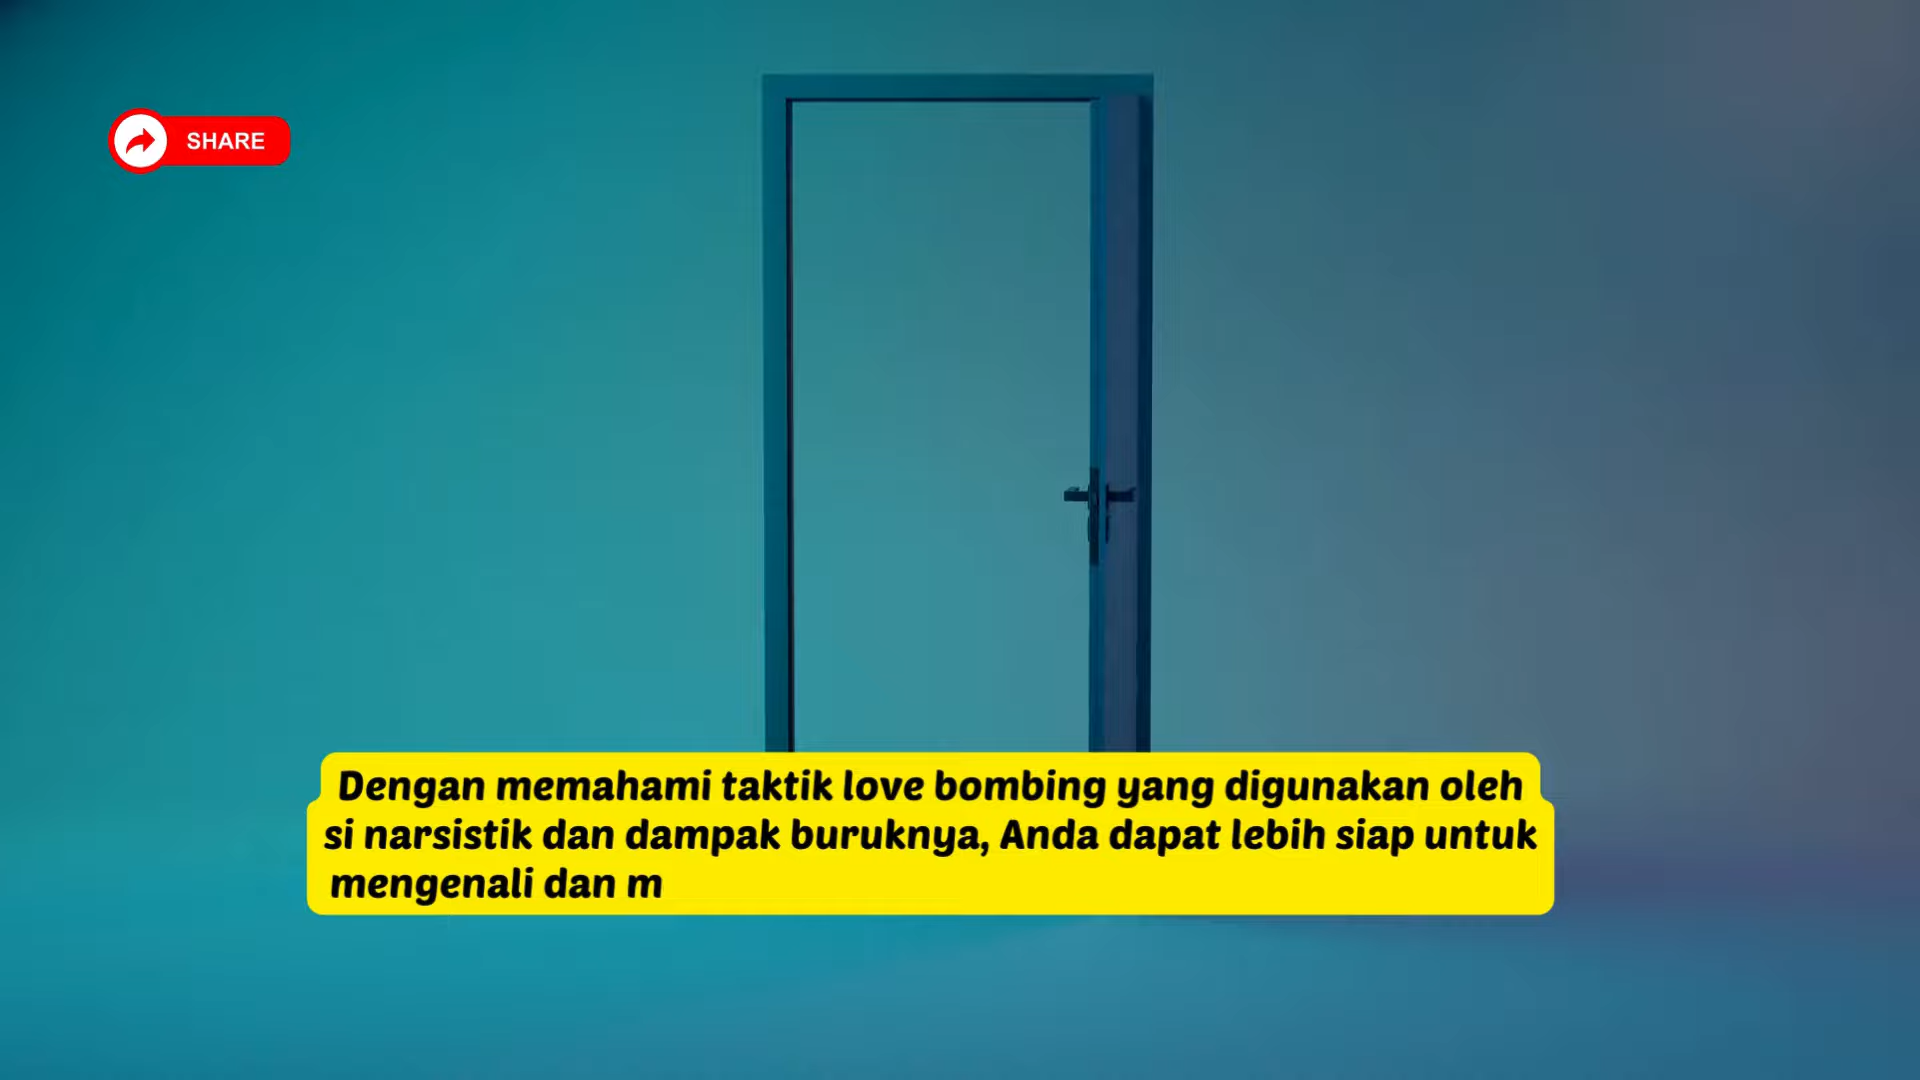 SHARE
Dengan memahami taktik love bombing yang digunakan oleh
si narsistik dan dampak buruknya, Anda dapat lebih siap untuk
mengenali dan m